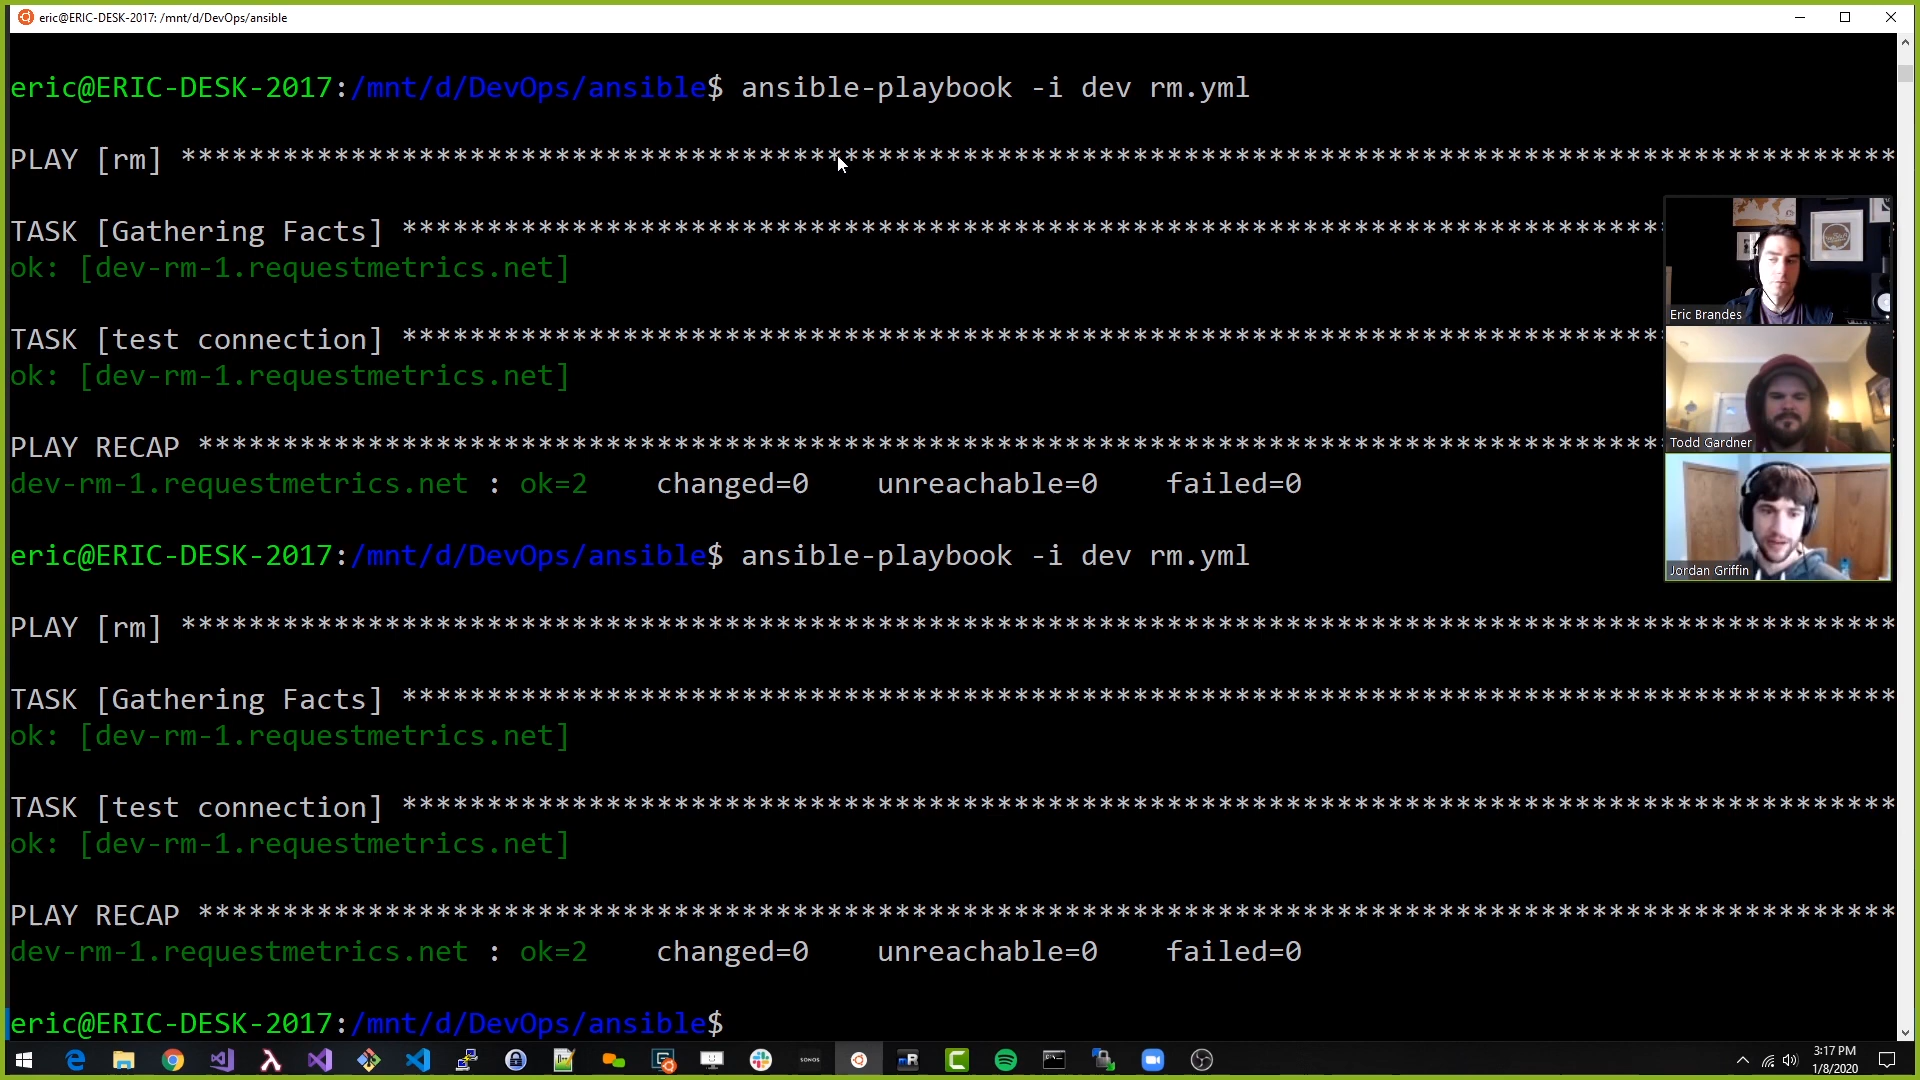 eric@ERIC-DESK-2017: /mnt/d/DevOps/ansible
eric@ERIC-DESK-2017:/mnt/d/DevOps/ansible$ ansible-playbook -i dev rm.yml
PLAY [rm] ****************************************************************************************************
TASK [Gathering Facts] **************************************************************************
ok: [dev-rm-1.requestmetrics.net]
TASK [test connection] **************************************************************************
ok: [dev-rm-1.requestmetrics.net]
PLAY RECAP **************************************************************************************
dev-rm-1.requestmetrics.net : ok=2    changed=0    unreachable=0    failed=0
Eric Brandes
Todd Gardner
Jordan Griffin
eric@ERIC-DESK-2017:/mnt/d/DevOps/ansible$ ansible-playbook -i dev rm.yml
PLAY [rm] ****************************************************************************************************
TASK [Gathering Facts] ***************************************************************************************
ok: [dev-rm-1.requestmetrics.net]
TASK [test connection] ***************************************************************************************
ok: [dev-rm-1.requestmetrics.net]
PLAY RECAP ***************************************************************************************************
dev-rm-1.requestmetrics.net : ok=2    changed=0    unreachable=0    failed=0
eric@ERIC-DESK-2017:/mnt/d/DevOps/ansible$
SONOS
3:17 PM
1/8/2020